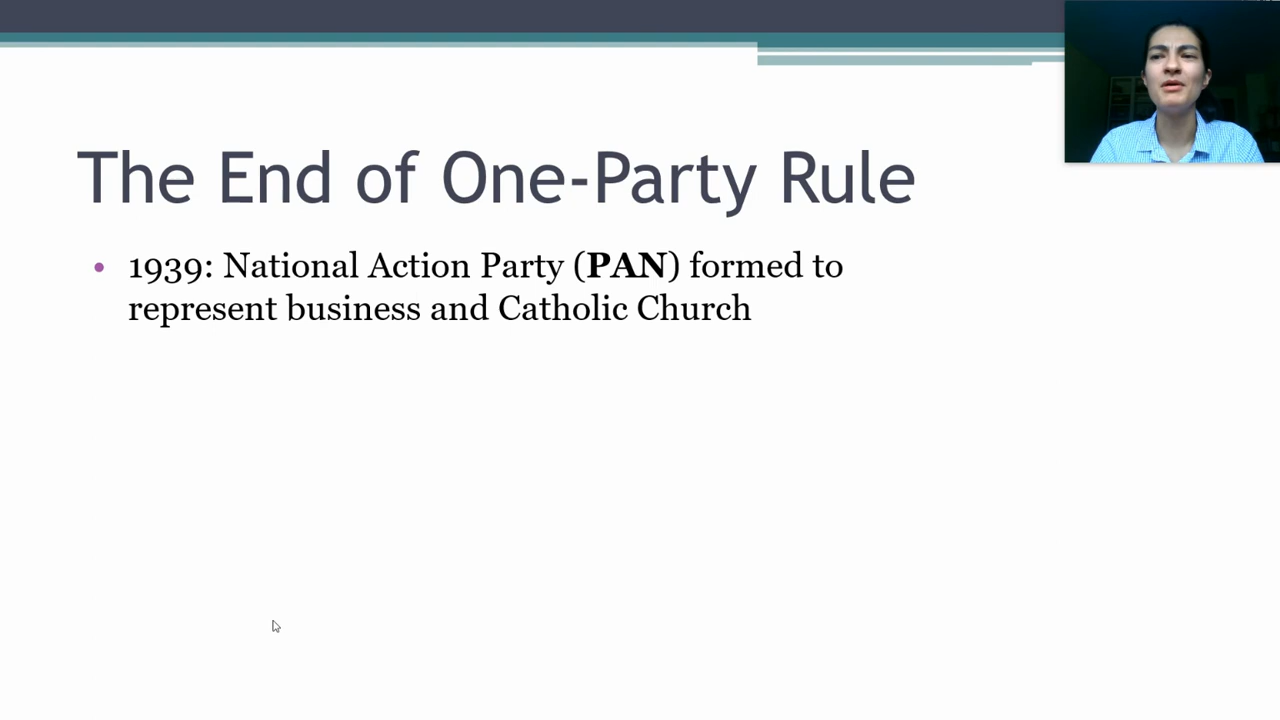 The End of One-Party Rule
• 1939: National Action Party (PAN) formed to
represent business and Catholic Church